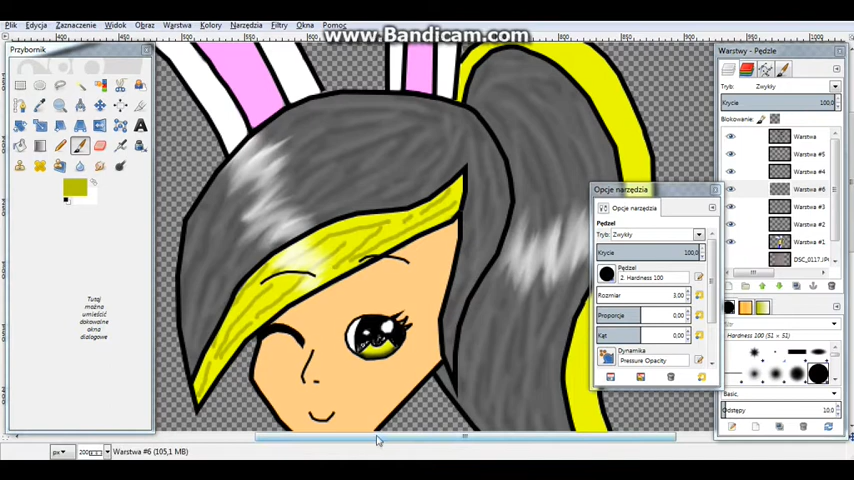 Plik Edycja Zaznaczenie Widok Obraz Warstwa Kolory Narzędzia Filtry Okna Pomoc
www.Bandicam.com
Przybornik
Tutaj
można
umieścić
dokowalne
okna
dialogowe
Opcje narzędzia
Opcje narzędzia
Pędzel
Tryb: Zwykły
Krycie 100,0
Pędzel
2. Hardness 100
Rozmiar 3,00
Proporcje 0,00
Kąt 0,00
Dynamika
Pressure Opacity
Warstwy - Pędzle
Tryb: Zwykły
Krycie 100,0
Blokowanie:
Warstwa
Warstwa #5
Warstwa #4
Warstwa #6
Warstwa #3
Warstwa #2
Warstwa #1
DSC_0117.JPG
Hardness 100 (51 × 51)
Basic,
Odstępy 10,0
px 200 Warstwa #6 (105,1 MB)